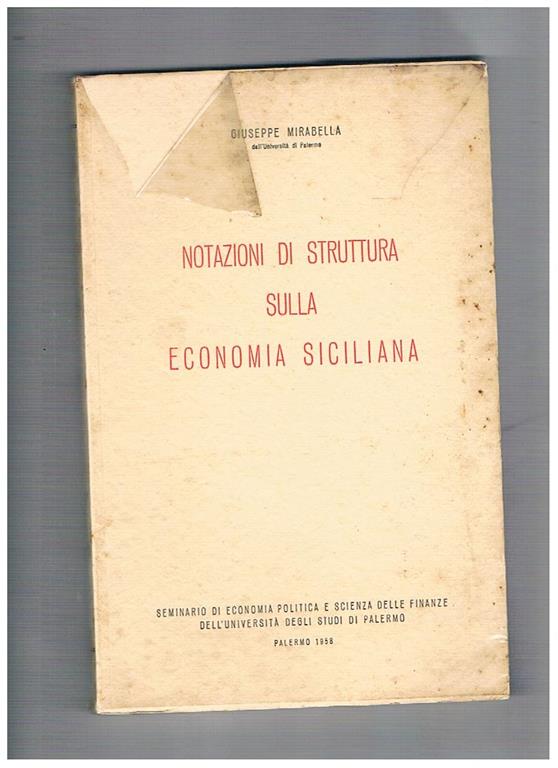 GIUSEPPE MIRABELLA
dell'Università di Palermo
NOTAZIONI DI STRUTTURA
SULLA
ECONOMIA SICILIANA
SEMINARIO DI ECONOMIA POLITICA E SCIENZA DELLE FINANZE
DELL'UNIVERSITÀ DEGLI STUDI DI PALERMO
PALERMO 1958